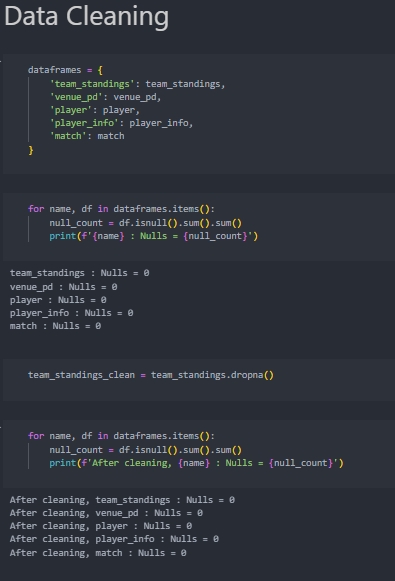 Data Cleaning
dataframes = {
    'team_standings': team_standings,
    'venue_pd': venue_pd,
    'player': player,
    'player_info': player_info,
    'match': match
}
for name, df in dataframes.items():
    null_count = df.isnull().sum().sum()
    print(f'{name} : Nulls = {null_count}')
team_standings : Nulls = 0
venue_pd : Nulls = 0
player : Nulls = 0
player_info : Nulls = 0
match : Nulls = 0
team_standings_clean = team_standings.dropna()
for name, df in dataframes.items():
    null_count = df.isnull().sum().sum()
    print(f'After cleaning, {name} : Nulls = {null_count}')
After cleaning, team_standings : Nulls = 0
After cleaning, venue_pd : Nulls = 0
After cleaning, player : Nulls = 0
After cleaning, player_info : Nulls = 0
After cleaning, match : Nulls = 0